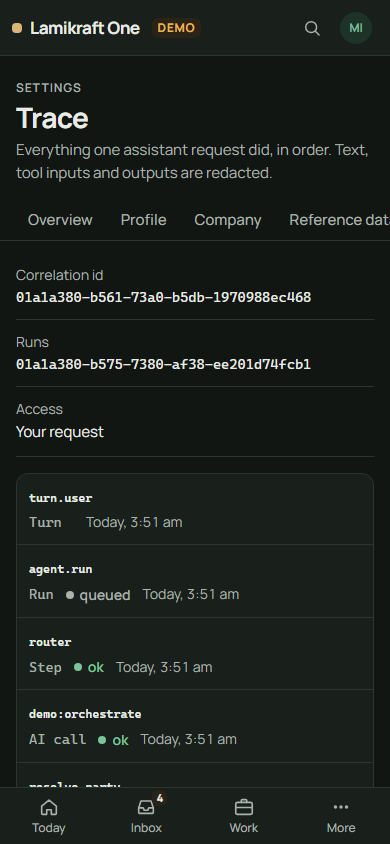 Lamikraft One DEMO MI
SETTINGS
Trace
Everything one assistant request did, in order. Text,
tool inputs and outputs are redacted.
Overview Profile Company Reference dat
Correlation id
01a1a380-b561-73a0-b5db-1970988ec468
Runs
01a1a380-b575-7380-af38-ee201d74fcb1
Access
Your request
turn.user
Turn Today, 3:51 am
agent.run
Run queued Today, 3:51 am
router
Step ok Today, 3:51 am
demo:orchestrate
AI call ok Today, 3:51 am
resolve.party
4
Today Inbox Work More